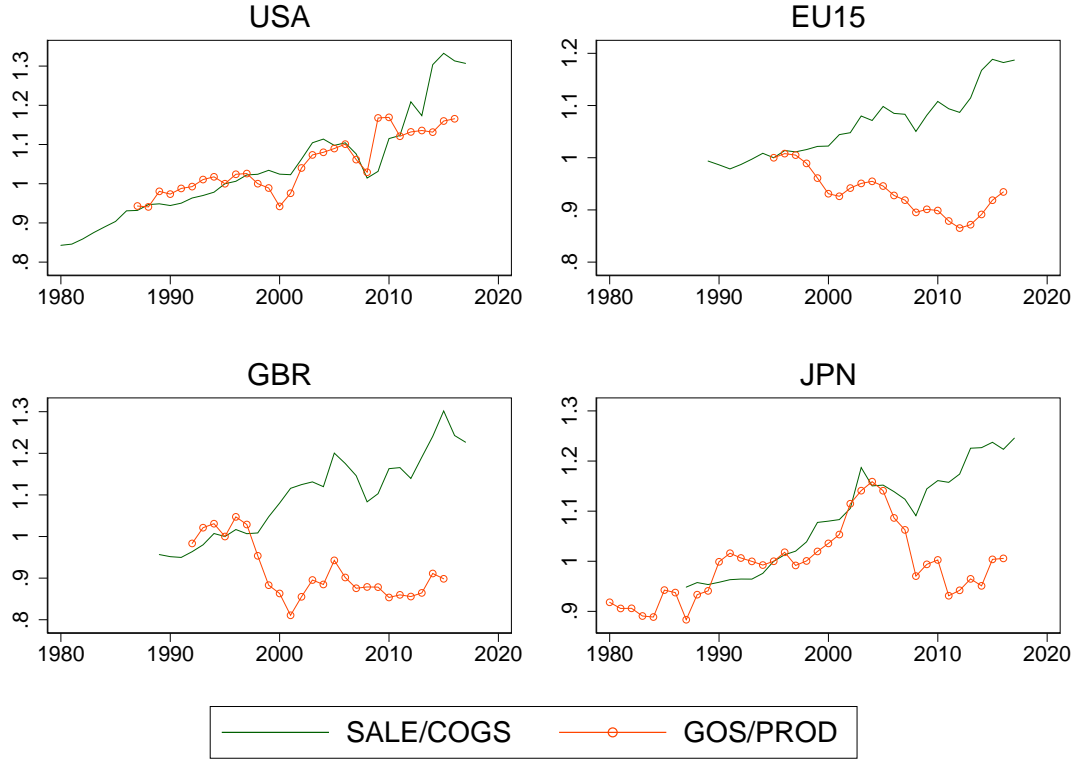 USA
.8 .9 1 1.1 1.2 1.3
1980 1990 2000 2010 2020
EU15
.8 .9 1 1.1 1.2
1980 1990 2000 2010 2020
GBR
.8 .9 1 1.1 1.2 1.3
1980 1990 2000 2010 2020
JPN
.9 1 1.1 1.2 1.3
1980 1990 2000 2010 2020
SALE/COGS GOS/PROD